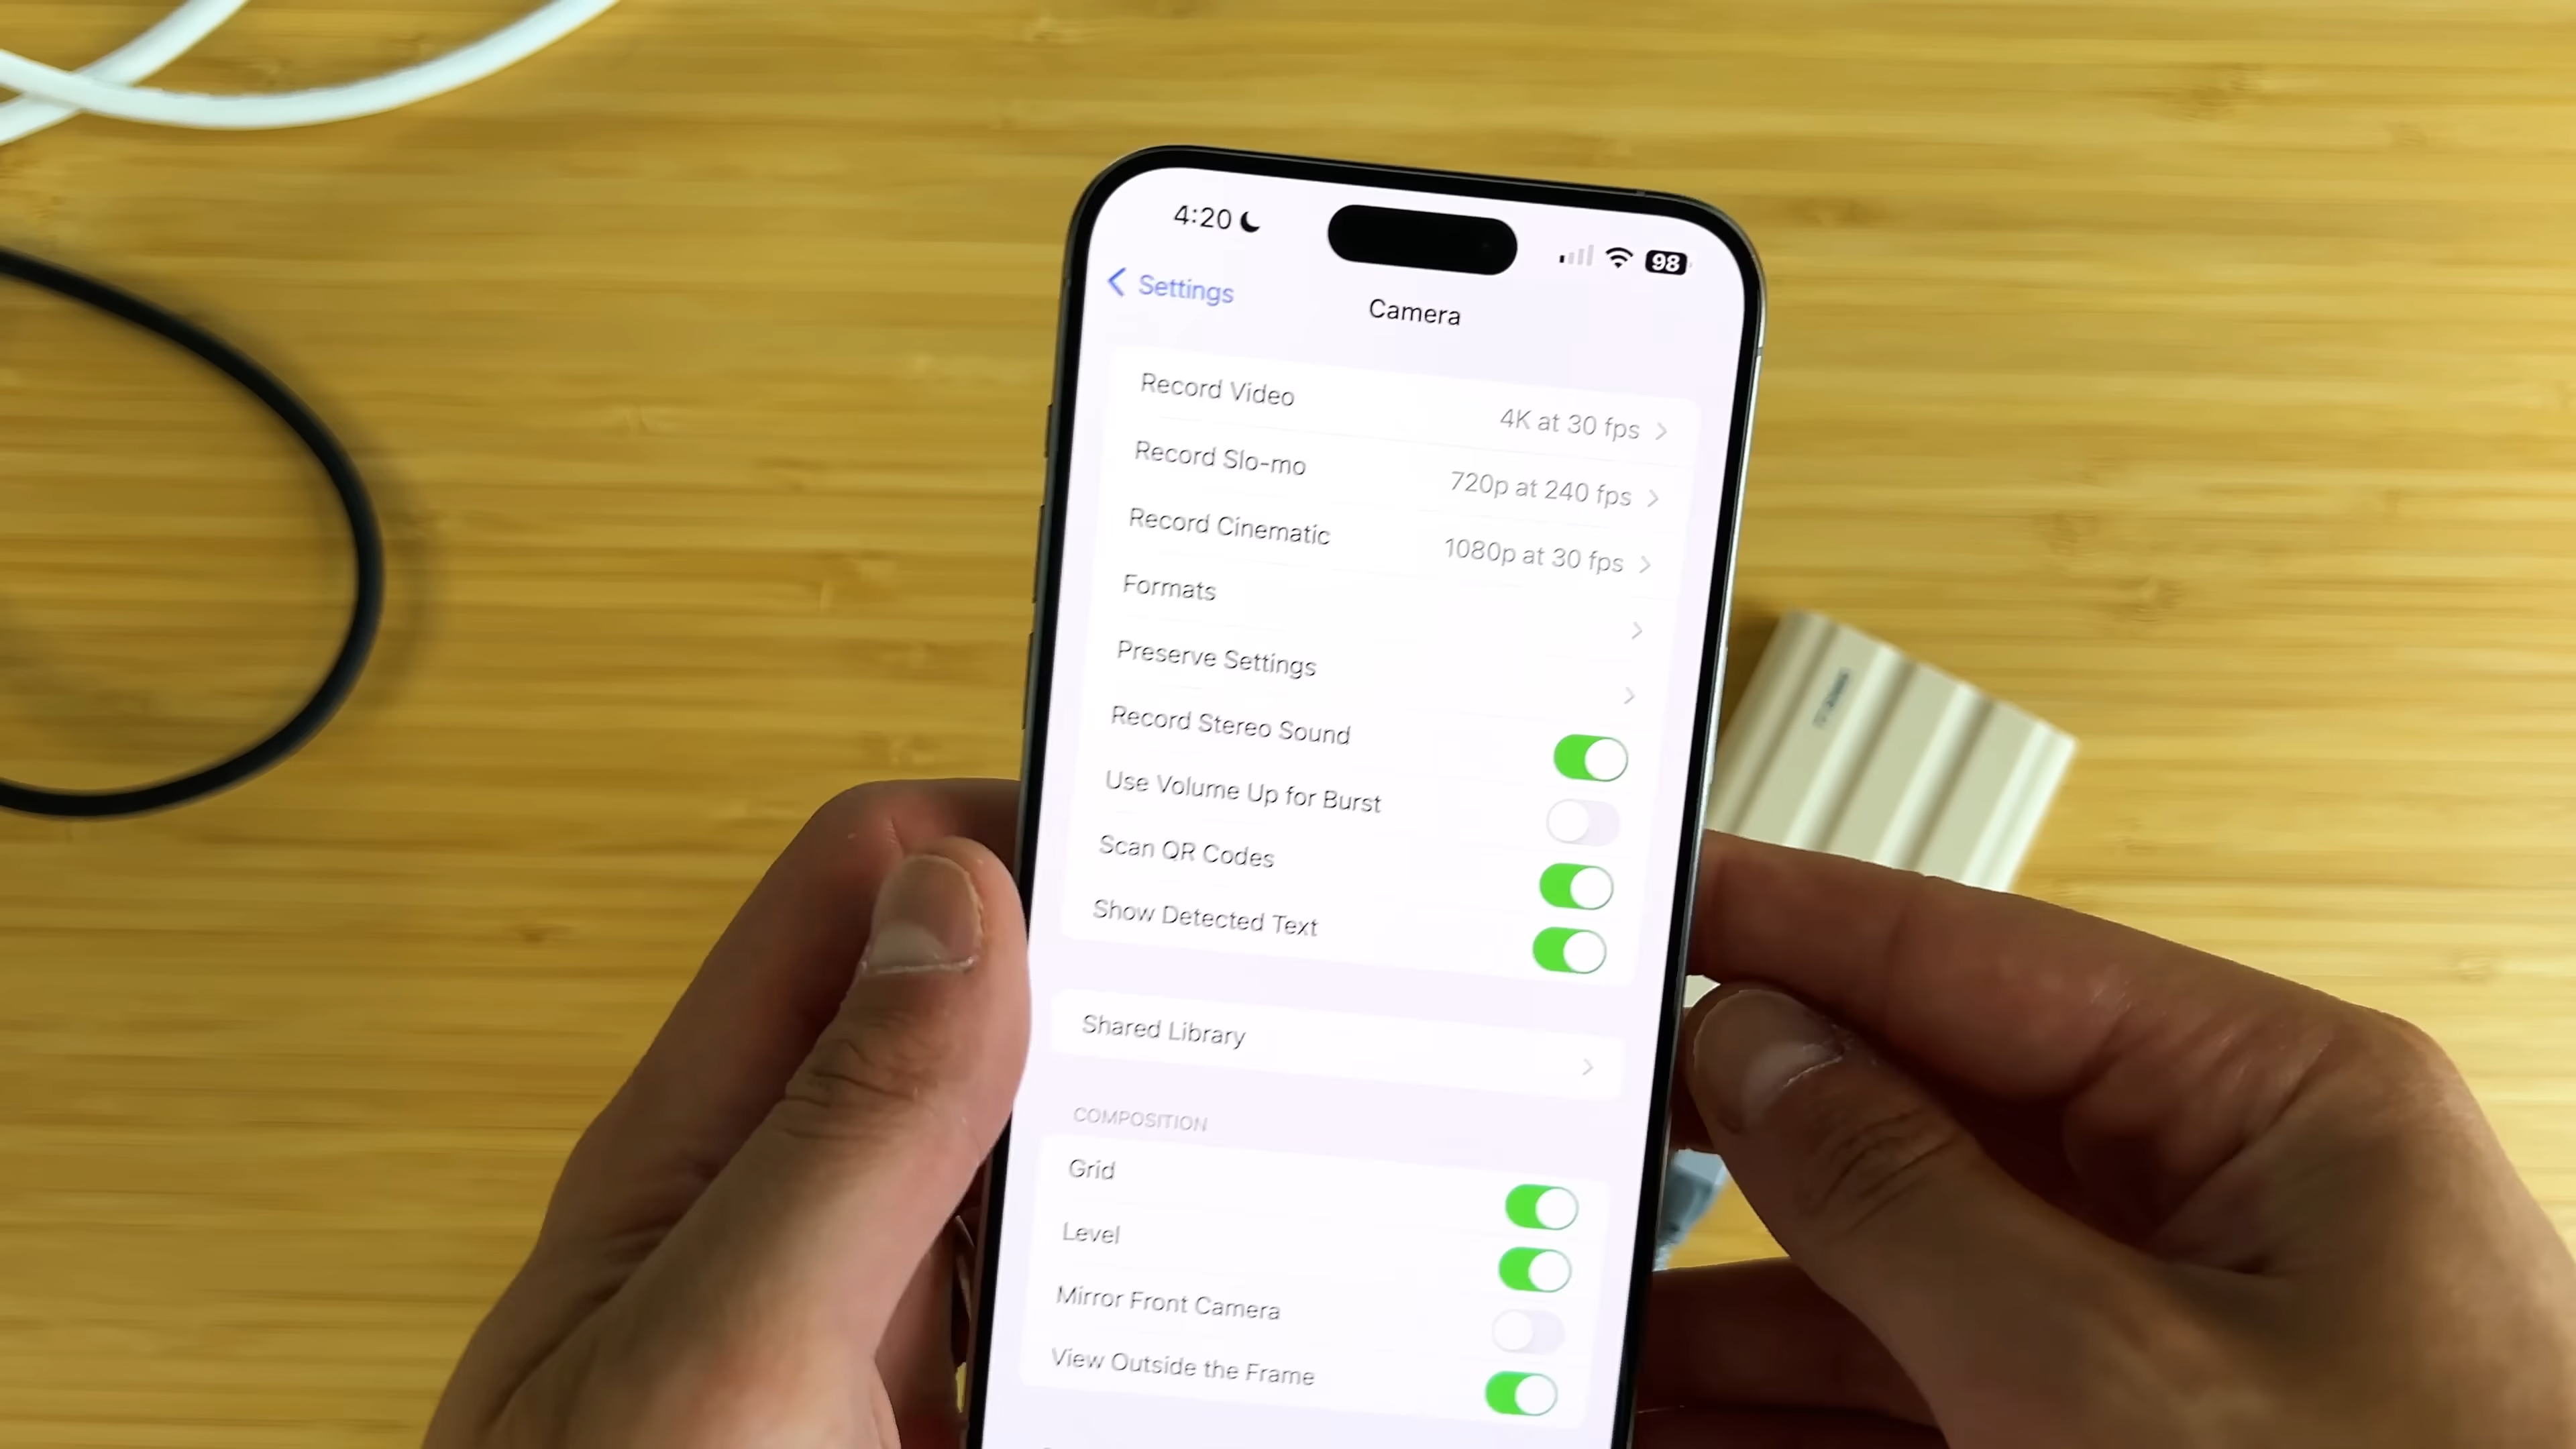 4:20
98
Settings
Camera
Record Video 4K at 30 fps
Record Slo-mo 720p at 240 fps
Record Cinematic 1080p at 30 fps
Formats
Preserve Settings
Record Stereo Sound
Use Volume Up for Burst
Scan QR Codes
Show Detected Text
Shared Library
COMPOSITION
Grid
Level
Mirror Front Camera
View Outside the Frame